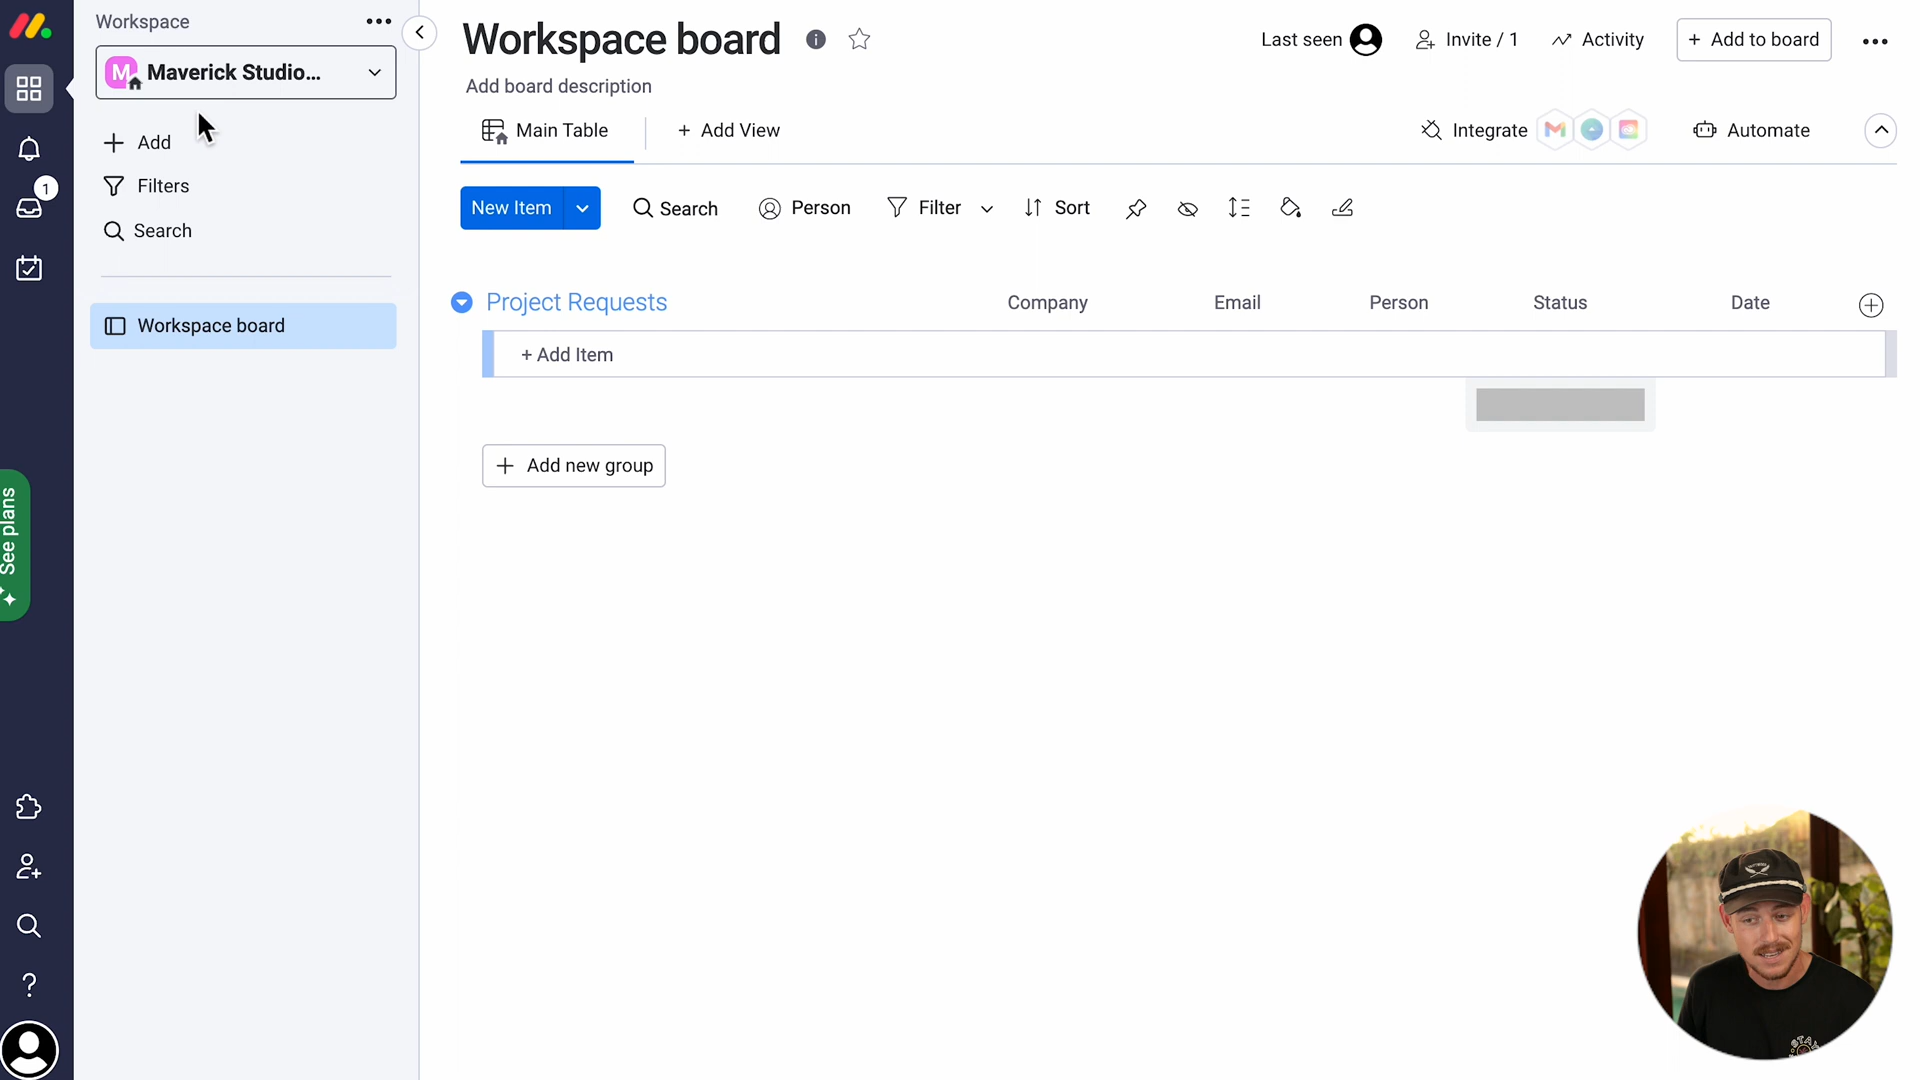 Workspace
M Maverick Studio...
Add
Filters
Search
Workspace board
1
See plans
Workspace board
Add board description
Last seen
Invite / 1
Activity
+ Add to board
Main Table
+ Add View
Integrate
Automate
New Item
Search
Person
Filter
Sort
Project Requests
Company
Email
Person
Status
Date
+ Add Item
+ Add new group